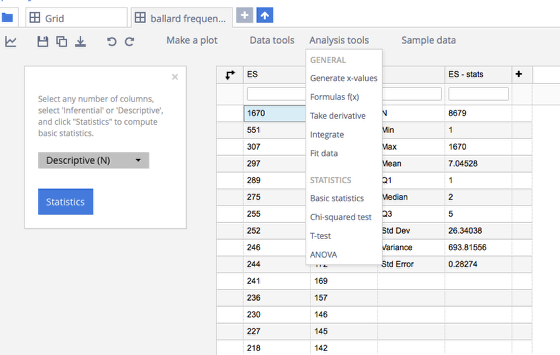 Grid
ballard frequen...
Make a plot
Data tools
Analysis tools
Sample data
Select any number of columns,
select 'Inferential' or 'Descriptive',
and click "Statistics" to compute
basic statistics.
Descriptive (N)
Statistics
GENERAL
Generate x-values
Formulas f(x)
Take derivative
Integrate
Fit data
STATISTICS
Basic statistics
Chi-squared test
T-test
ANOVA
ES ES - stats
1670 N 8679
551 Min 1
307 Max 1670
297 Mean 7.04528
289 Q1 1
275 Median 2
255 Q3 5
252 Std Dev 26.34038
246 Variance 693.81556
244 172 Std Error 0.28274
241 169
236 157
230 146
227 145
218 142